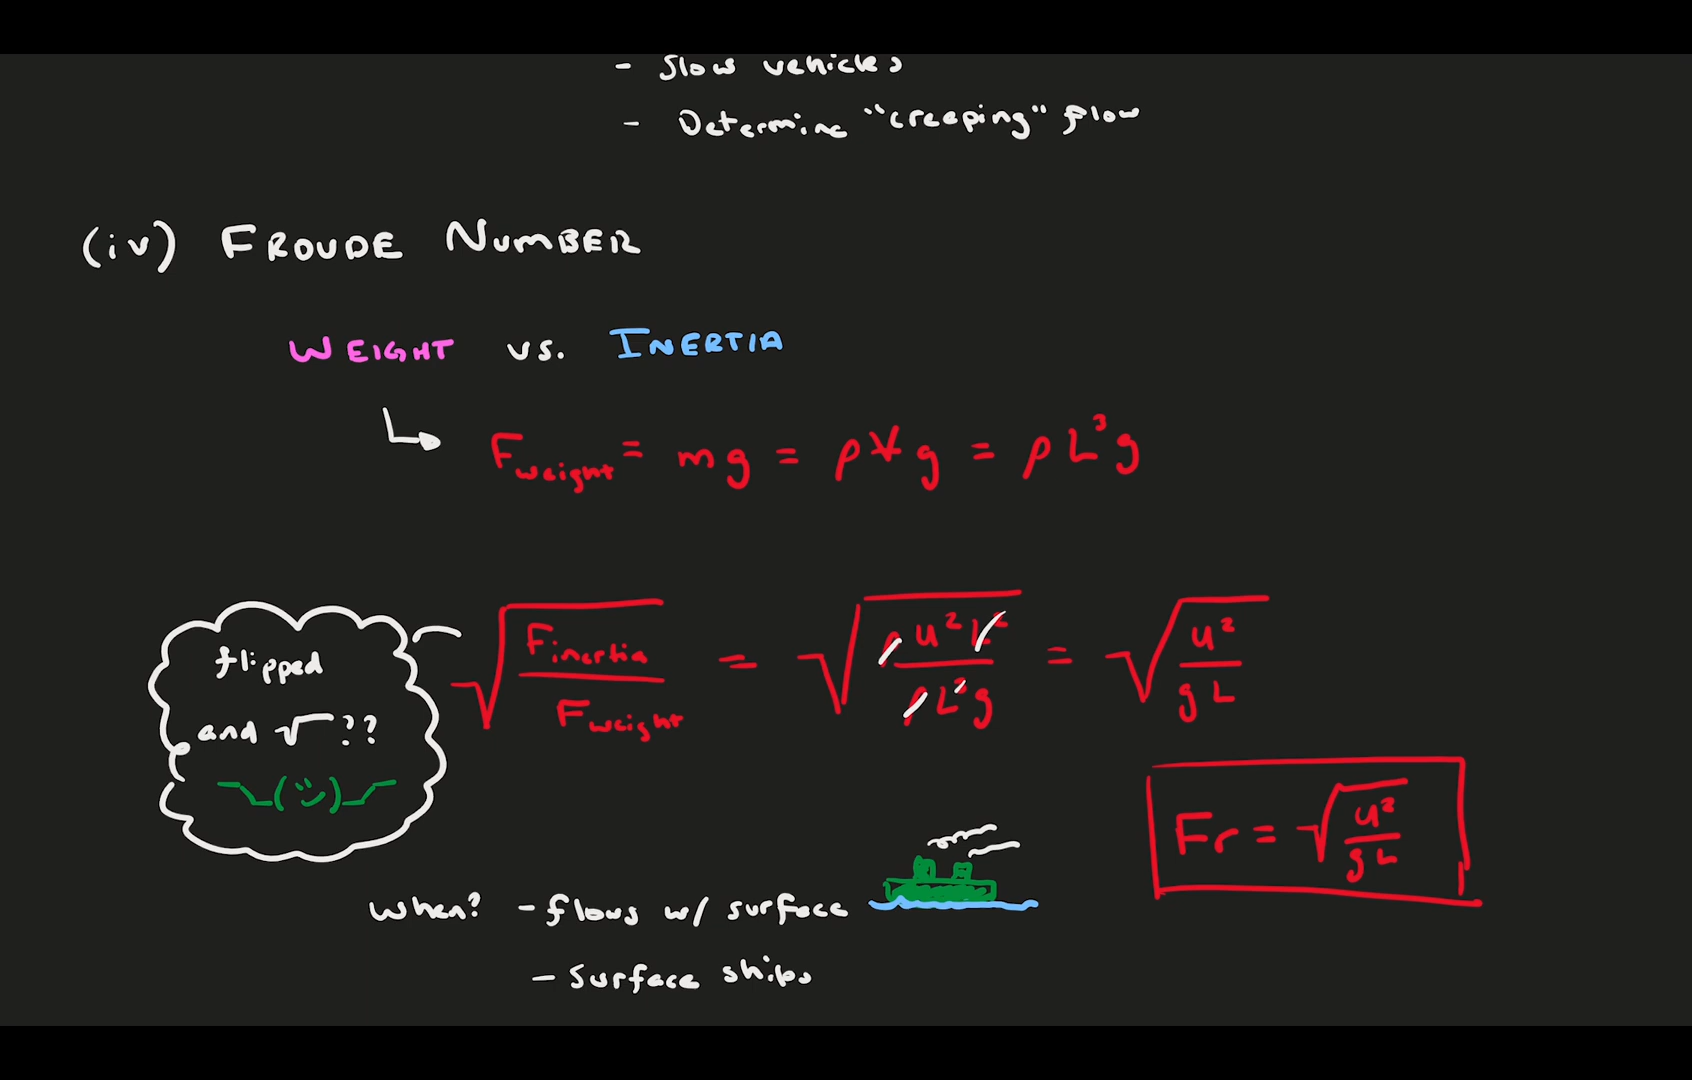 - Slow vehicles
- Determine "creeping" flow
(iv) FROUDE NUMBER
WEIGHT vs. INERTIA
F_weight = mg = ρV̶g = ρL³g
flipped
and √ ??
¯\_(ツ)_/¯
√(F_inertia / F_weight) = √(ρu²L² / ρL³g) = √(u² / gL)
Fr = √(u² / gL)
When? - flows w/ surface
- Surface ships